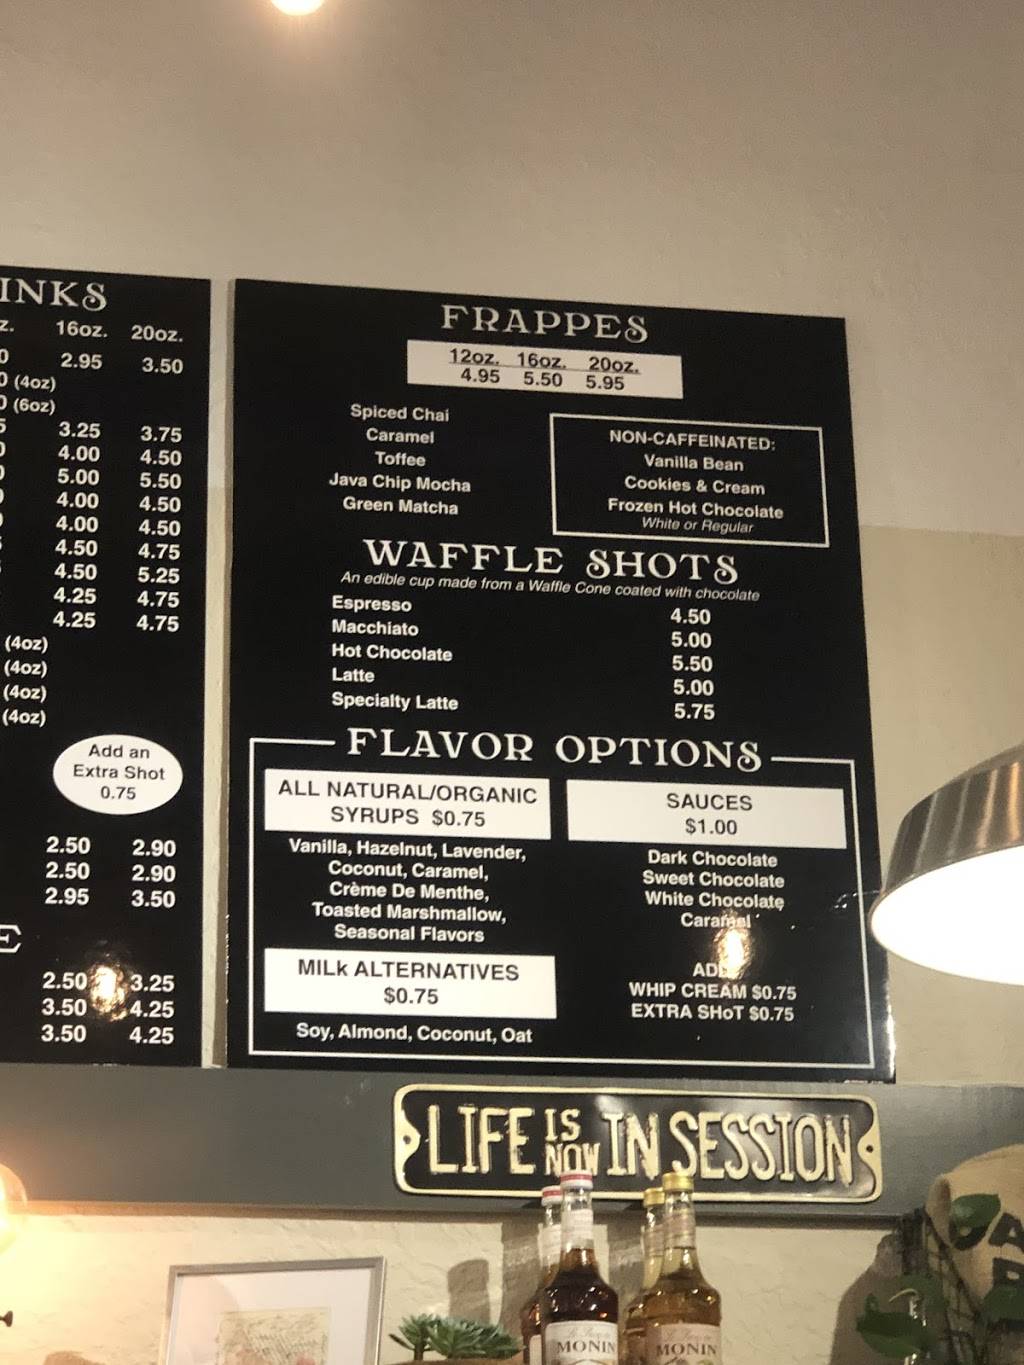 INKS
z. 16oz. 20oz.
0 2.95 3.50
0 (4oz)
0 (6oz)
5 3.25 3.75
0 4.00 4.50
0 5.00 5.50
0 4.00 4.50
4.00 4.50
4.50 4.75
4.50 5.25
4.25 4.75
4.25 4.75
(4oz)
(4oz)
(4oz)
(4oz)
Add an
Extra Shot
0.75
2.50 2.90
2.50 2.90
2.95 3.50
E
2.50 3.25
3.50 4.25
3.50 4.25
FRAPPES
12oz. 16oz. 20oz.
4.95 5.50 5.95
Spiced Chai
Caramel
Toffee
Java Chip Mocha
Green Matcha
NON-CAFFEINATED:
Vanilla Bean
Cookies & Cream
Frozen Hot Chocolate
White or Regular
WAFFLE SHOTS
An edible cup made from a Waffle Cone coated with chocolate
Espresso 4.50
Macchiato 5.00
Hot Chocolate 5.50
Latte 5.00
Specialty Latte 5.75
FLAVOR OPTIONS
ALL NATURAL/ORGANIC
SYRUPS $0.75
Vanilla, Hazelnut, Lavender,
Coconut, Caramel,
Crème De Menthe,
Toasted Marshmallow,
Seasonal Flavors
MILk ALTERNATIVES
$0.75
Soy, Almond, Coconut, Oat
SAUCES
$1.00
Dark Chocolate
Sweet Chocolate
White Chocolate
Caramel
ADD
WHIP CREAM $0.75
EXTRA SHoT $0.75
LIFE IS NOW IN SESSION
MONIN
MONIN